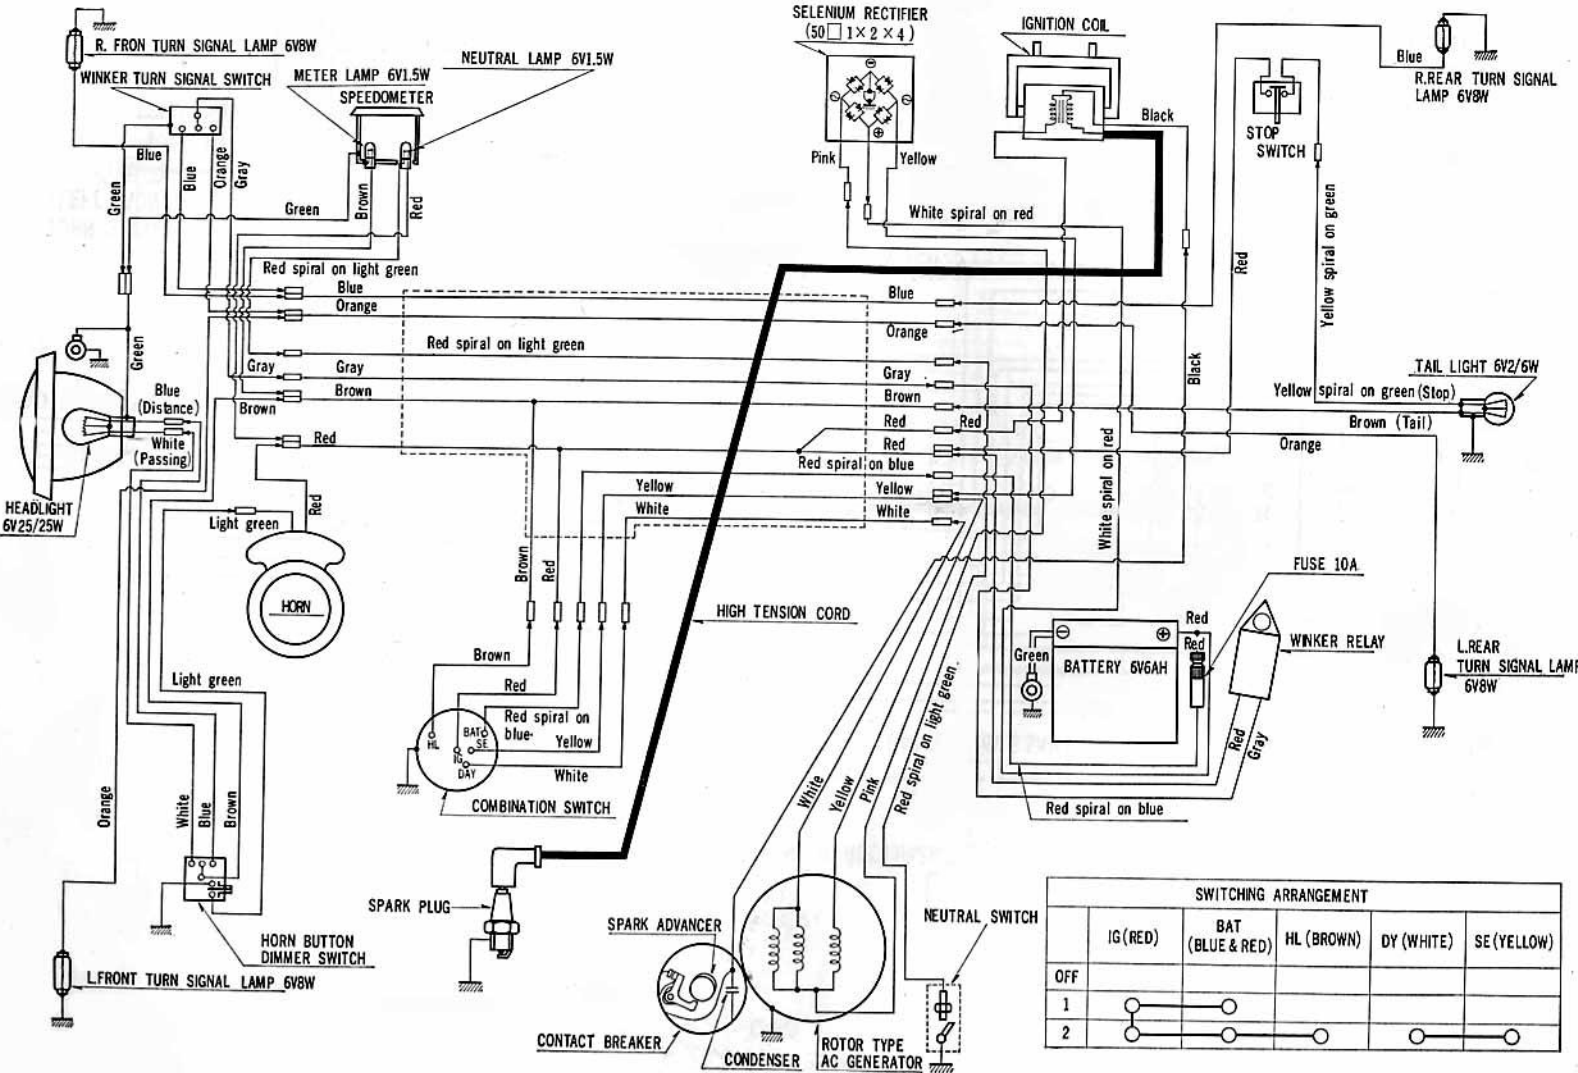 R. FRON TURN SIGNAL LAMP 6V8W
WINKER TURN SIGNAL SWITCH
METER LAMP 6V1.5W
SPEEDOMETER
NEUTRAL LAMP 6V1.5W
SELENIUM RECTIFIER
(50□ 1×2×4)
IGNITION COIL
Black
Blue
R.REAR TURN SIGNAL
LAMP 6V8W
STOP
SWITCH
Blue
Green
Blue
Orange
Gray
Green
Brown
Red
Pink
Yellow
White spiral on red
Red
Yellow spiral on green
Red spiral on light green
Blue
Orange
Blue
Orange
Green
Red spiral on light green
Gray
Gray
Gray
Brown
Brown
Brown
Black
Blue
(Distance)
White
(Passing)
HEADLIGHT
6V25/25W
Red
Red
Red
Red
Red spiral on blue
Yellow
Yellow
White
White
White spiral on red
TAIL LIGHT 6V2/6W
Yellow spiral on green (Stop)
Brown (Tail)
Orange
Red
Light green
HORN
Brown
Red
HIGH TENSION CORD
FUSE 10A
Red
Red
Green
BATTERY 6V6AH
WINKER RELAY
L.REAR
TURN SIGNAL LAMP
6V8W
Light green
Brown
Red
Red spiral on
blue
Yellow
White
HL
BAT
SE
IG
DAY
COMBINATION SWITCH
Orange
White
Blue
Brown
White
Yellow
Pink
Red spiral on light green
Red
Gray
Red spiral on blue
SPARK PLUG
SPARK ADVANCER
NEUTRAL SWITCH
HORN BUTTON
DIMMER SWITCH
L.FRONT TURN SIGNAL LAMP 6V8W
CONTACT BREAKER
CONDENSER
ROTOR TYPE
AC GENERATOR
SWITCHING ARRANGEMENT
IG (RED)
BAT
(BLUE & RED)
HL (BROWN)
DY (WHITE)
SE (YELLOW)
OFF
1
2